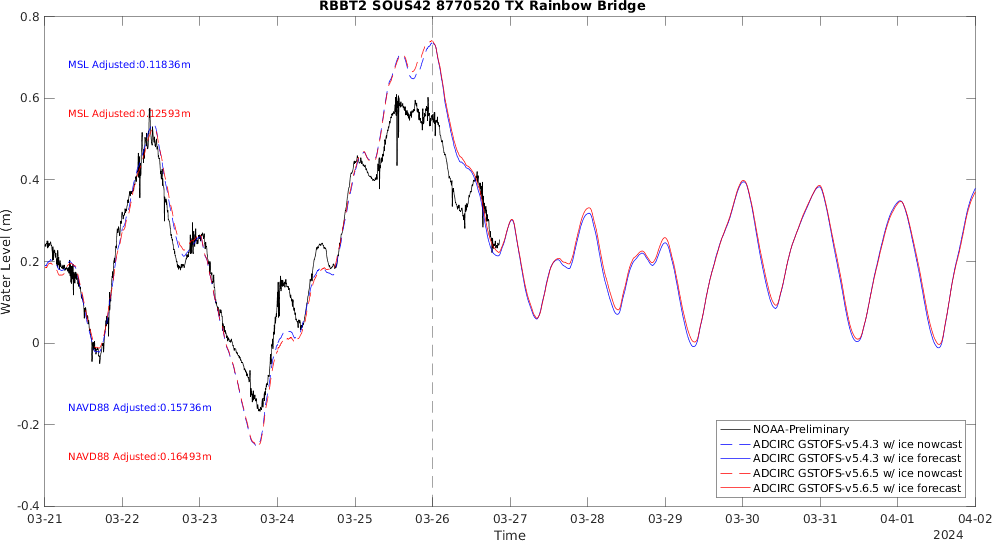 RBBT2 SOUS42 8770520 TX Rainbow Bridge
0.8
MSL Adjusted:0.11836m
0.6
MSL Adjusted:0.12593m
0.4
Water Level (m)
0.2
0
NAVD88 Adjusted:0.15736m
-0.2
NAVD88 Adjusted:0.16493m
-0.4
NOAA-Preliminary
ADCIRC GSTOFS-v5.4.3 w/ ice nowcast
ADCIRC GSTOFS-v5.4.3 w/ ice forecast
ADCIRC GSTOFS-v5.6.5 w/ ice nowcast
ADCIRC GSTOFS-v5.6.5 w/ ice forecast
03-21 03-22 03-23 03-24 03-25 03-26 03-27 03-28 03-29 03-30 03-31 04-01 04-02
Time
2024